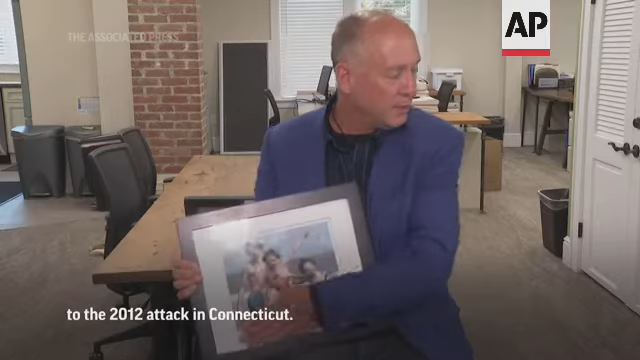 THE ASSOCIATED PRESS
AP
to the 2012 attack in Connecticut.